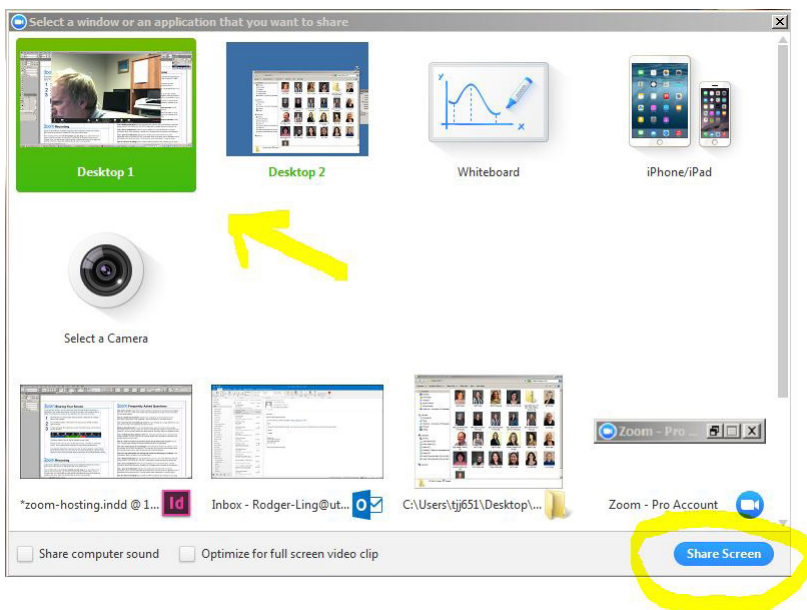 Select a window or an application that you want to share
Desktop 1
Desktop 2
Whiteboard
iPhone/iPad
Select a Camera
*zoom-hosting.indd @ 1...
Inbox - Rodger-Ling@ut...
C:\Users\tjj651\Desktop\...
Zoom - Pro ...
Zoom - Pro Account
Share computer sound
Optimize for full screen video clip
Share Screen